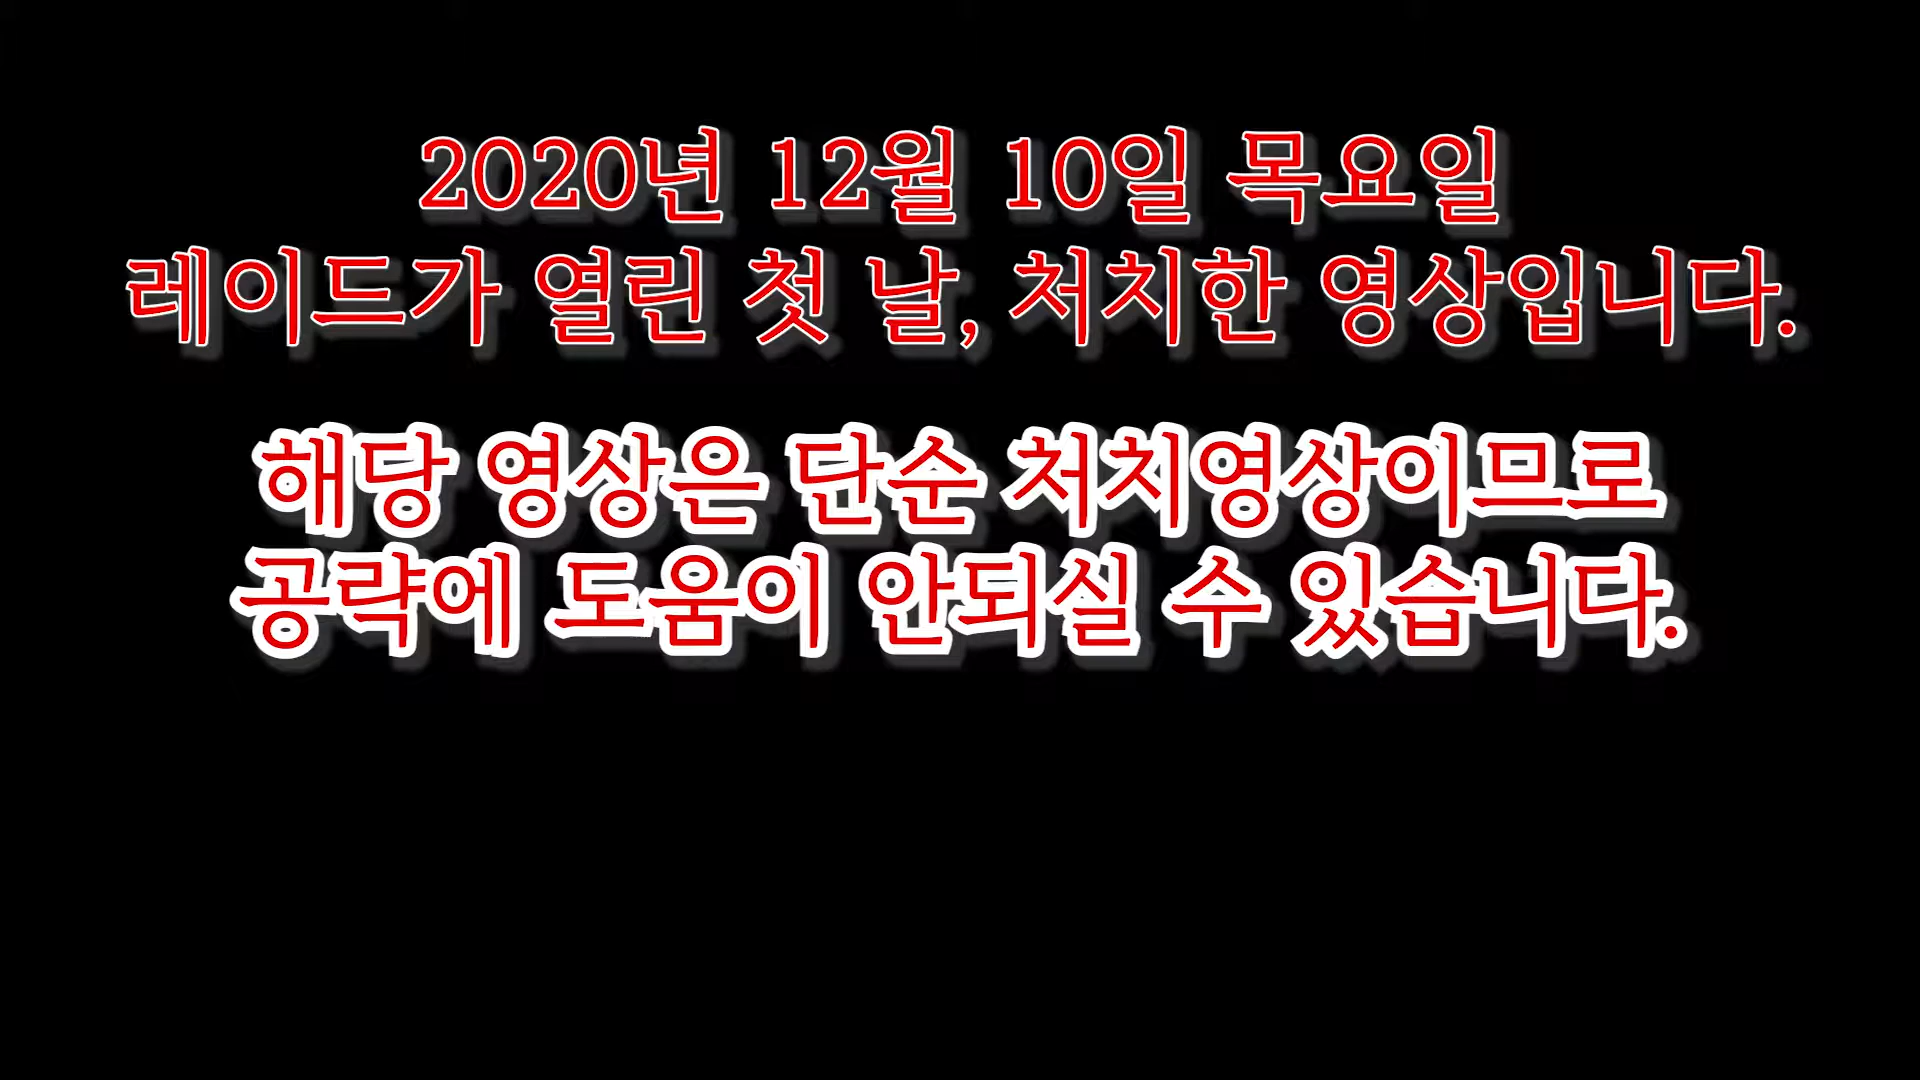 2020년 12월 10일 목요일
레이드가 열린 첫 날, 처치한 영상입니다.
해당 영상은 단순 처치영상이므로
공략에 도움이 안되실 수 있습니다.